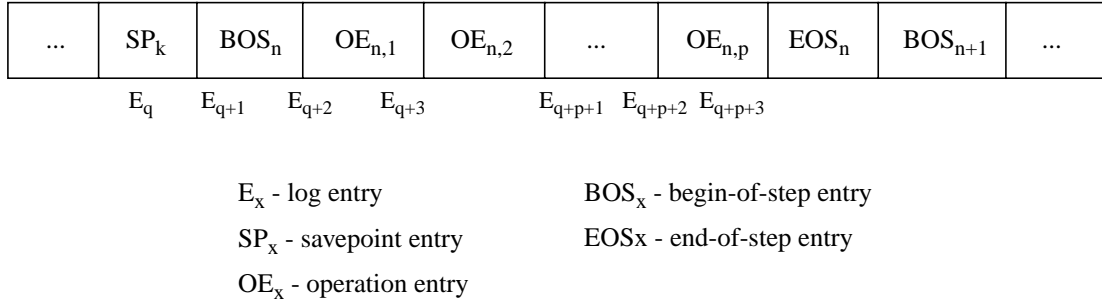 ... SP_k BOS_n OE_n,1 OE_n,2 ... OE_n,p EOS_n BOS_n+1 ...
E_q E_q+1 E_q+2 E_q+3 E_q+p+1 E_q+p+2 E_q+p+3
E_x - log entry BOS_x - begin-of-step entry
SP_x - savepoint entry EOSx - end-of-step entry
OE_x - operation entry